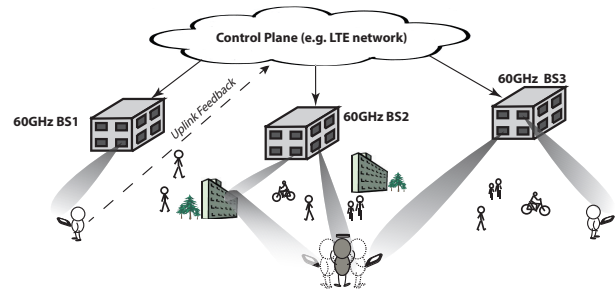 Control Plane (e.g. LTE network)
60GHz BS3
60GHz BS1
Uplink Feedback
60GHz BS2